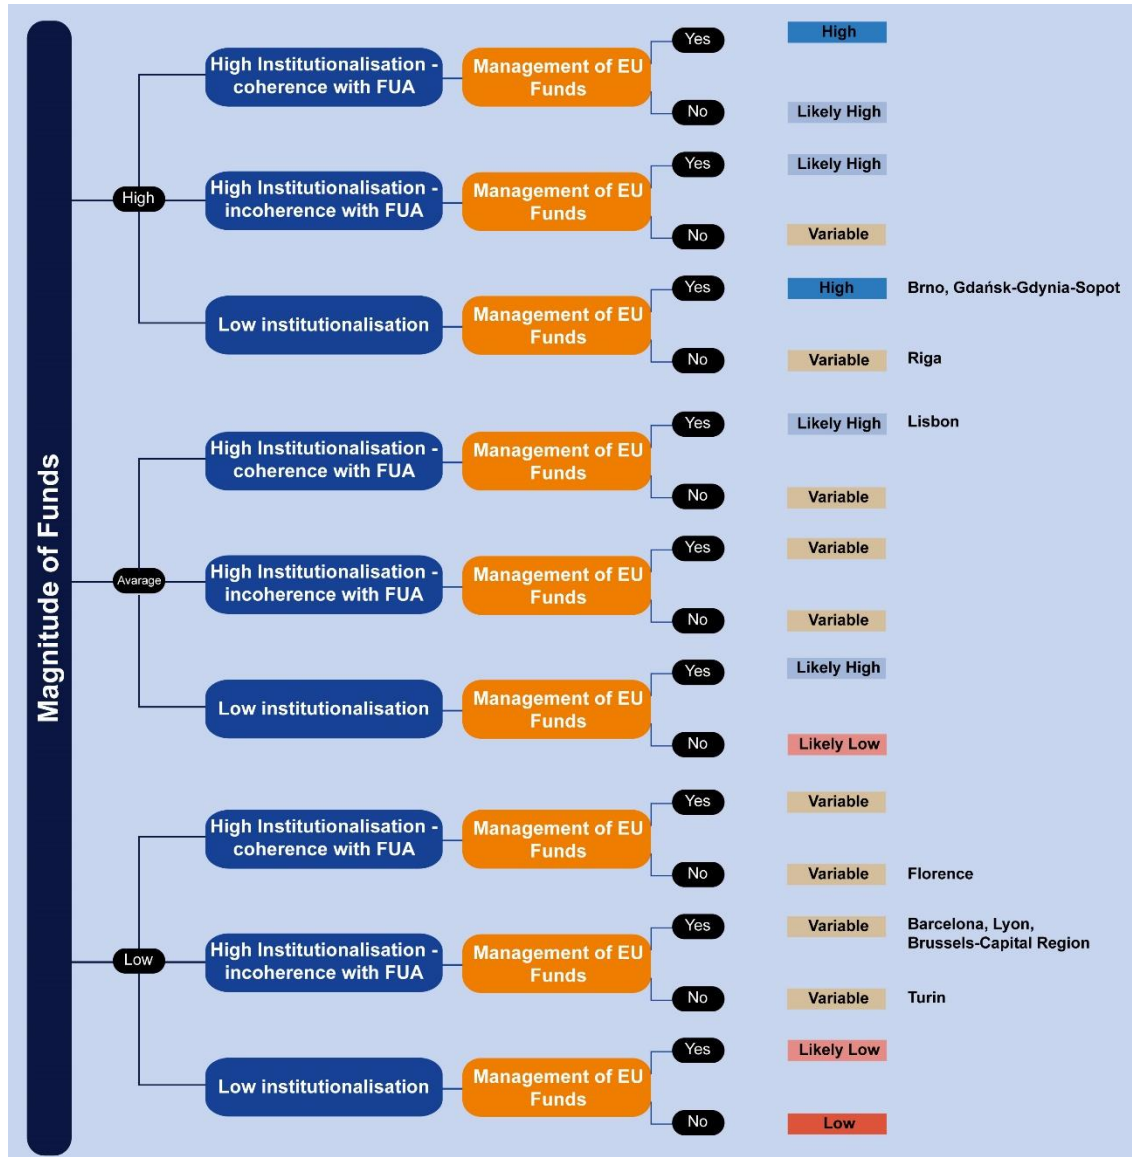 Magnitude of Funds
High
High Institutionalisation -
coherence with FUA
Management of EU
Funds
Yes
High
No
Likely High
High Institutionalisation -
incoherence with FUA
Management of EU
Funds
Yes
Likely High
No
Variable
Low institutionalisation
Management of EU
Funds
Yes
High
Brno, Gdańsk-Gdynia-Sopot
No
Variable
Riga
Avarage
High Institutionalisation -
coherence with FUA
Management of EU
Funds
Yes
Likely High
Lisbon
No
Variable
High Institutionalisation -
incoherence with FUA
Management of EU
Funds
Yes
Variable
No
Variable
Low institutionalisation
Management of EU
Funds
Yes
Likely High
No
Likely Low
Low
High Institutionalisation -
coherence with FUA
Management of EU
Funds
Yes
Variable
No
Variable
Florence
High Institutionalisation -
incoherence with FUA
Management of EU
Funds
Yes
Variable
Barcelona, Lyon,
Brussels-Capital Region
No
Variable
Turin
Low institutionalisation
Management of EU
Funds
Yes
Likely Low
No
Low